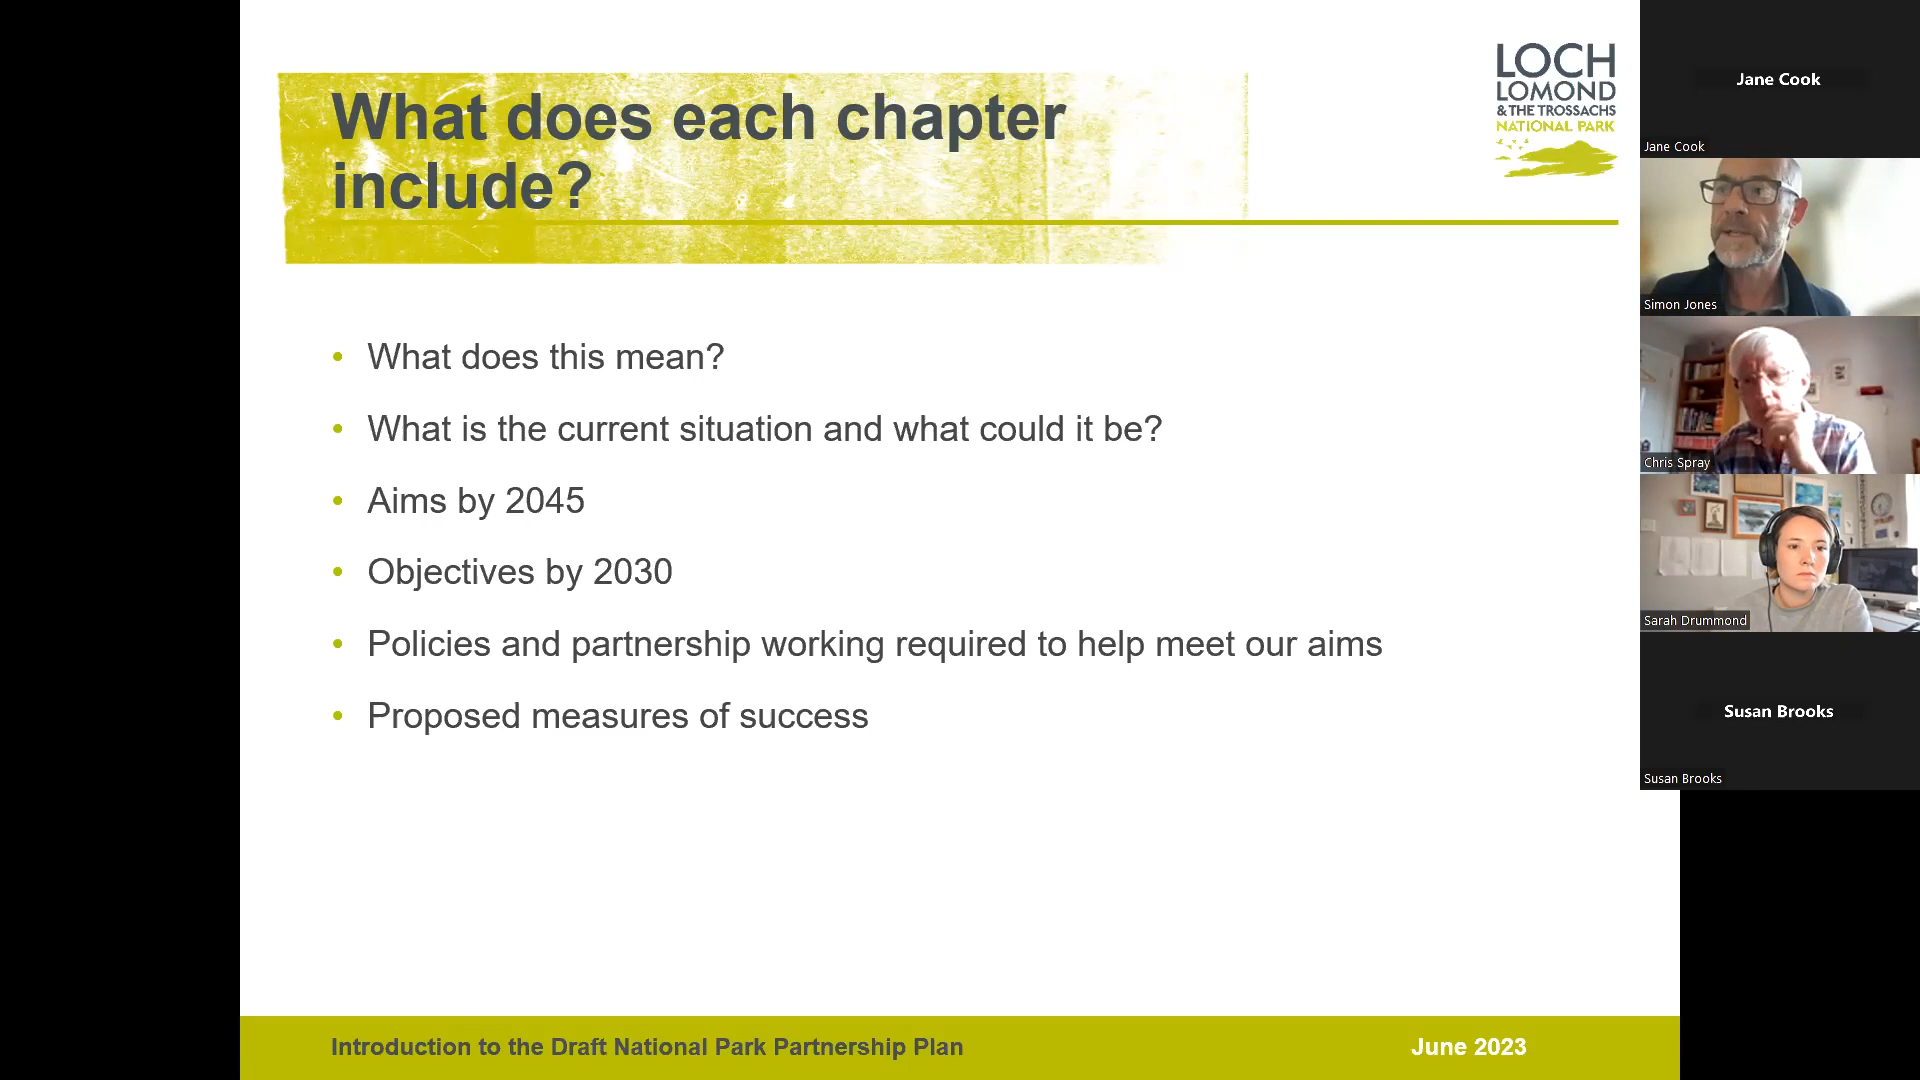 What does each chapter
include?
LOCH
LOMOND
& THE TROSSACHS
NATIONAL PARK
• What does this mean?
• What is the current situation and what could it be?
• Aims by 2045
• Objectives by 2030
• Policies and partnership working required to help meet our aims
• Proposed measures of success
Introduction to the Draft National Park Partnership Plan
June 2023
Jane Cook
Jane Cook
Simon Jones
Chris Spray
Sarah Drummond
Susan Brooks
Susan Brooks